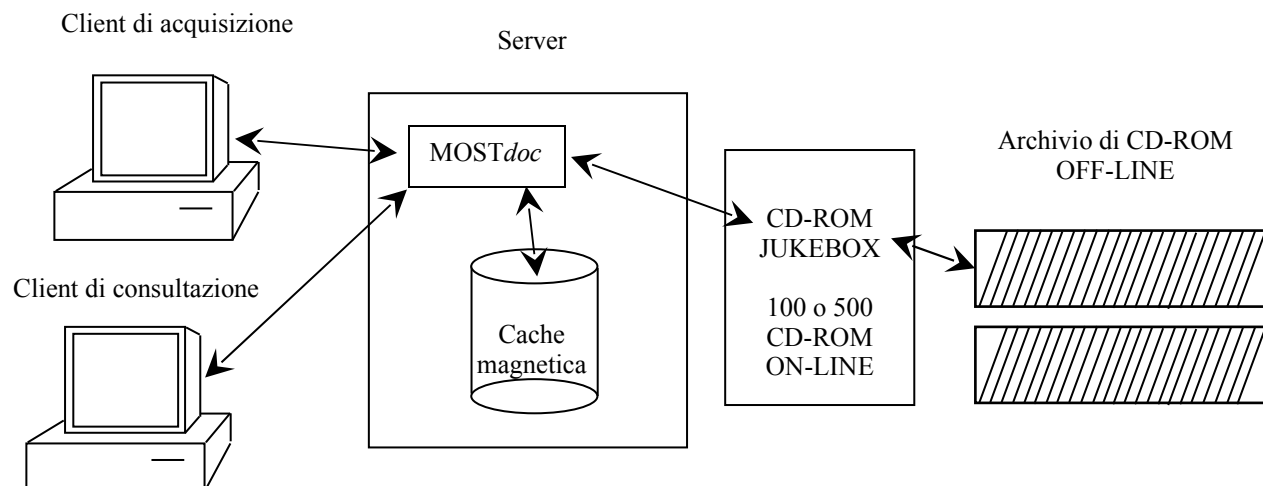 Client di acquisizione
Server
MOSTdoc
Archivio di CD-ROM
OFF-LINE
CD-ROM
JUKEBOX
100 o 500
CD-ROM
ON-LINE
Client di consultazione
Cache
magnetica